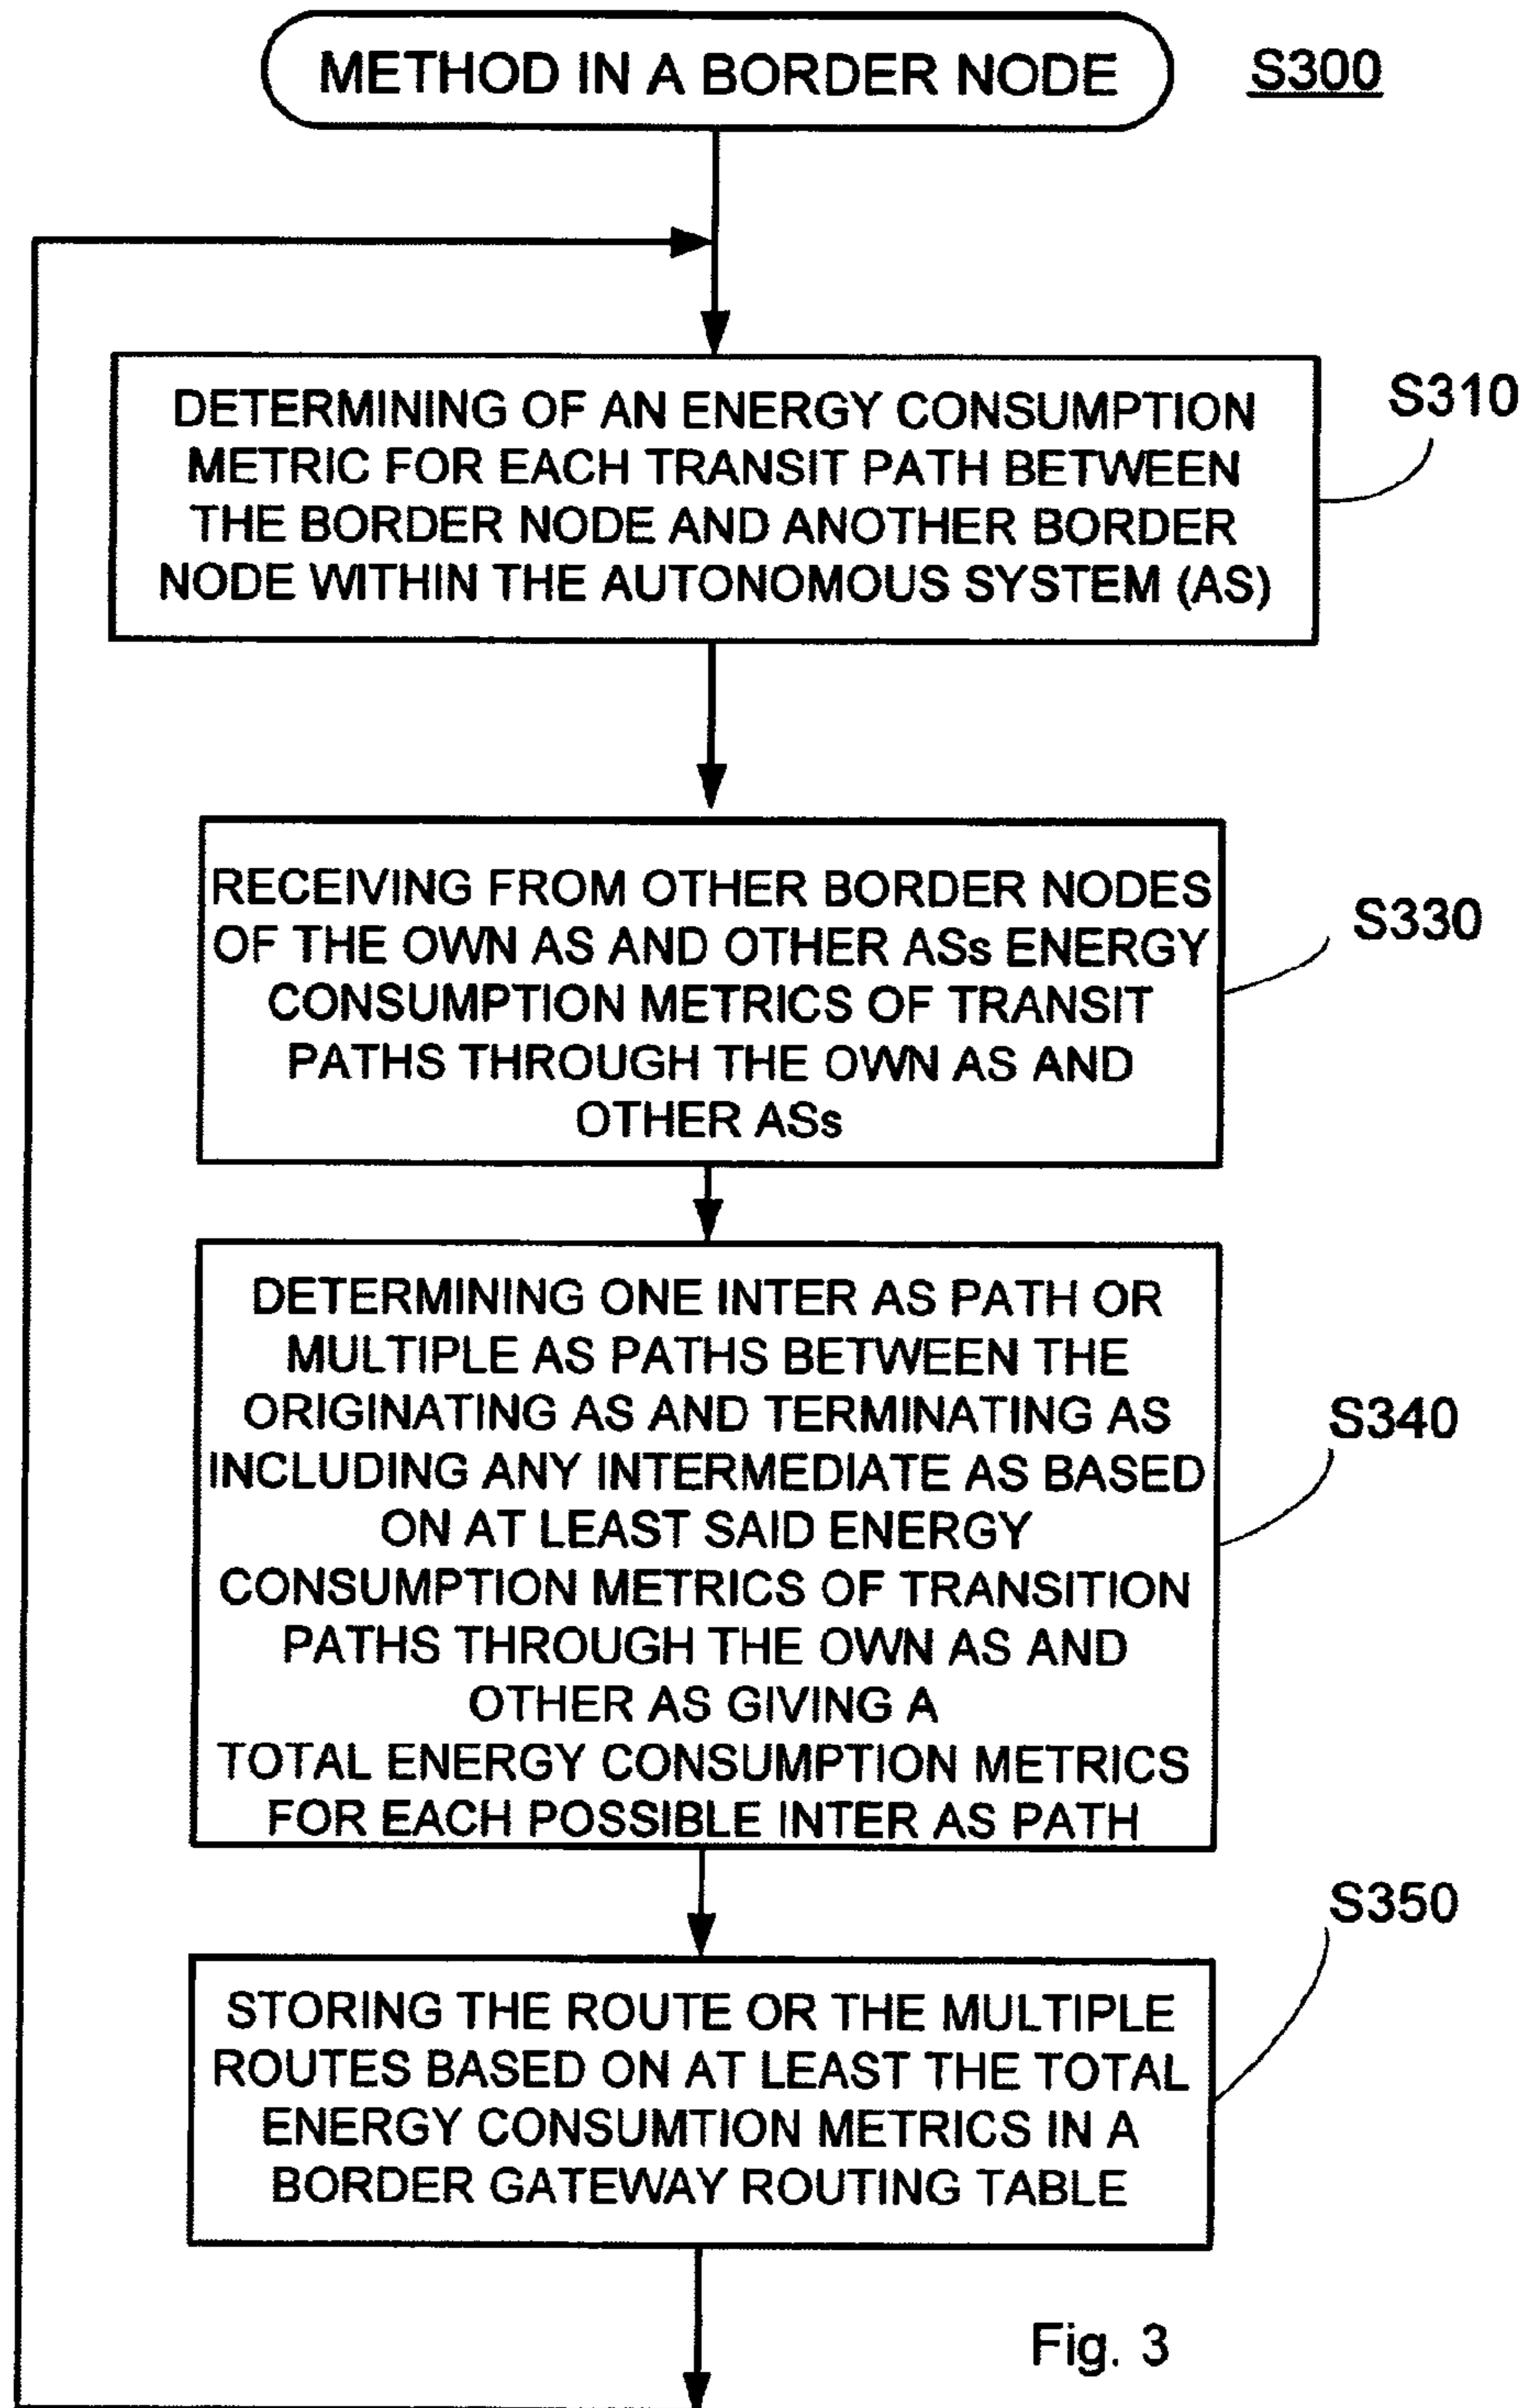 METHOD IN A BORDER NODE
S300
DETERMINING OF AN ENERGY CONSUMPTION
METRIC FOR EACH TRANSIT PATH BETWEEN
THE BORDER NODE AND ANOTHER BORDER
NODE WITHIN THE AUTONOMOUS SYSTEM (AS)
S310
RECEIVING FROM OTHER BORDER NODES
OF THE OWN AS AND OTHER ASs ENERGY
CONSUMPTION METRICS OF TRANSIT
PATHS THROUGH THE OWN AS AND
OTHER ASs
S330
DETERMINING ONE INTER AS PATH OR
MULTIPLE AS PATHS BETWEEN THE
ORIGINATING AS AND TERMINATING AS
INCLUDING ANY INTERMEDIATE AS BASED
ON AT LEAST SAID ENERGY
CONSUMPTION METRICS OF TRANSITION
PATHS THROUGH THE OWN AS AND
OTHER AS GIVING A
TOTAL ENERGY CONSUMPTION METRICS
FOR EACH POSSIBLE INTER AS PATH
S340
STORING THE ROUTE OR THE MULTIPLE
ROUTES BASED ON AT LEAST THE TOTAL
ENERGY CONSUMTION METRICS IN A
BORDER GATEWAY ROUTING TABLE
S350
Fig. 3